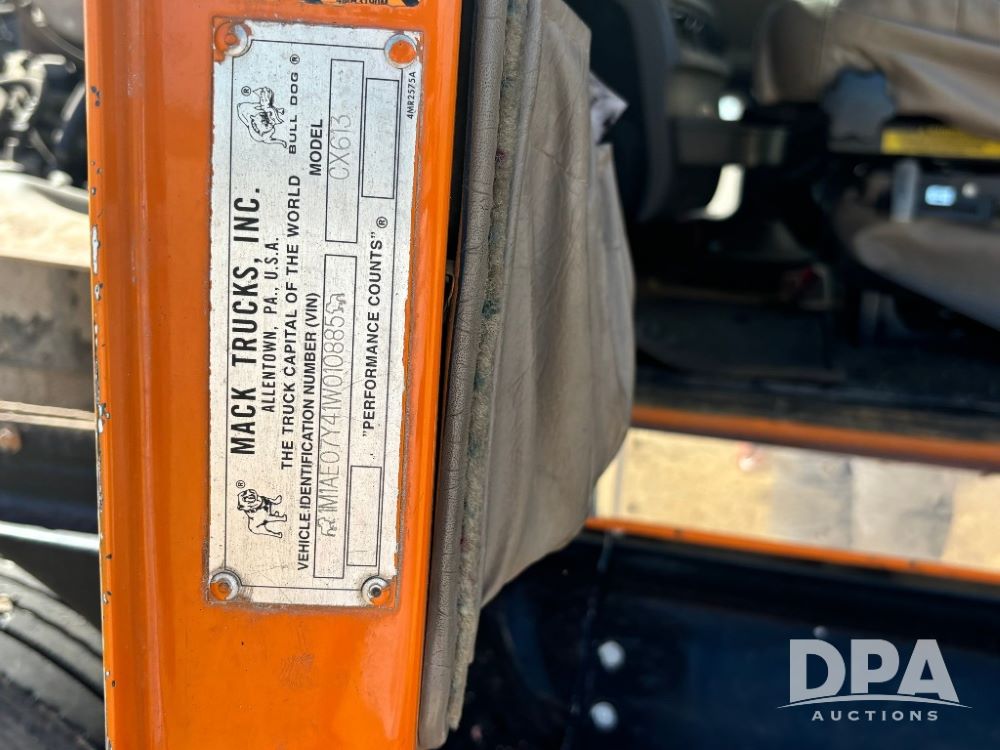 MACK TRUCKS, INC.
ALLENTOWN, PA., U.S.A.
THE TRUCK CAPITAL OF THE WORLD
BULL DOG ®
VEHICLE IDENTIFICATION NUMBER (VIN)
MODEL
1M1AE07Y41W010885
CX613
"PERFORMANCE COUNTS"®
4MR2575A
DPA
AUCTIONS